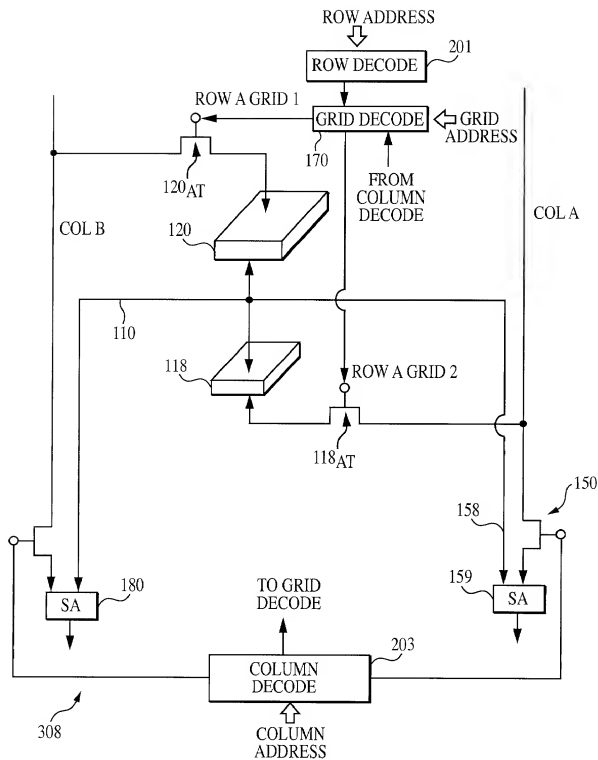 ROW ADDRESS
201
ROW DECODE
ROW A GRID 1
GRID DECODE
GRID
ADDRESS
170
120AT
FROM
COLUMN
DECODE
COL B
120
COL A
110
118
ROW A GRID 2
118AT
150
158
180
159
SA
SA
TO GRID
DECODE
203
COLUMN
DECODE
308
COLUMN
ADDRESS